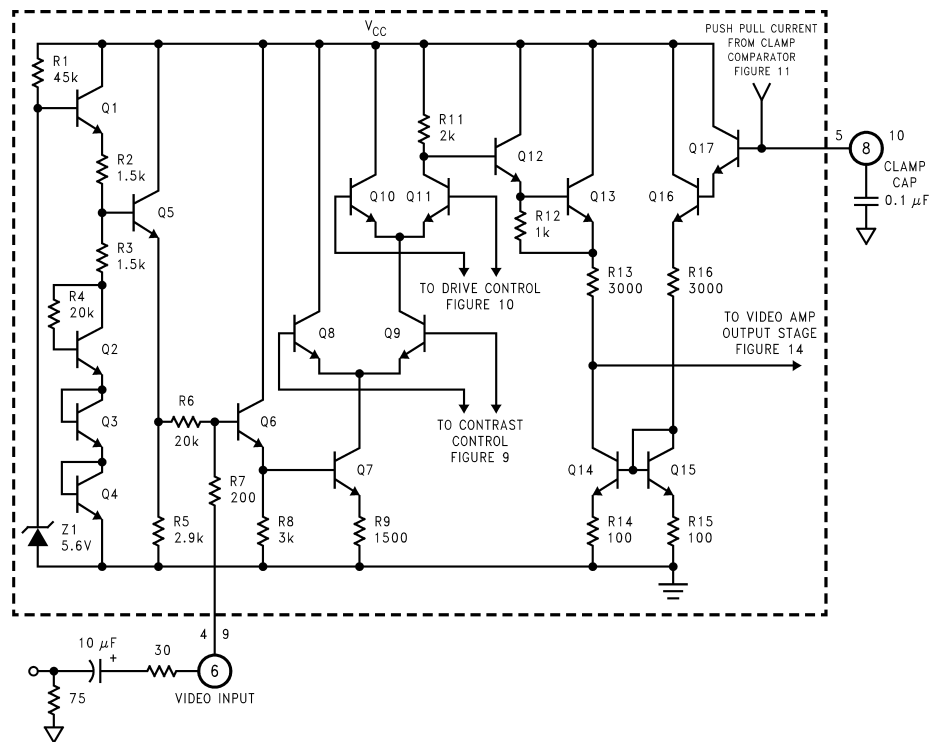 VCC
PUSH PULL CURRENT
FROM CLAMP
COMPARATOR
FIGURE 11
R1
45k
Q1
R11
2k
Q12
Q17
5
8
10
CLAMP
CAP
0.1 μF
R2
1.5k
Q5
Q10
Q11
Q13
Q16
R12
1k
R3
1.5k
R4
20k
TO DRIVE CONTROL
FIGURE 10
R13
3000
R16
3000
Q8
Q9
TO VIDEO AMP
OUTPUT STAGE
FIGURE 14
Q2
R6
20k
Q6
TO CONTRAST
CONTROL
FIGURE 9
Q3
Q7
Q14
Q15
Q4
R7
200
Z1
5.6V
R5
2.9k
R8
3k
R9
1500
R14
100
R15
100
4
9
10 μF
+
30
6
75
VIDEO INPUT